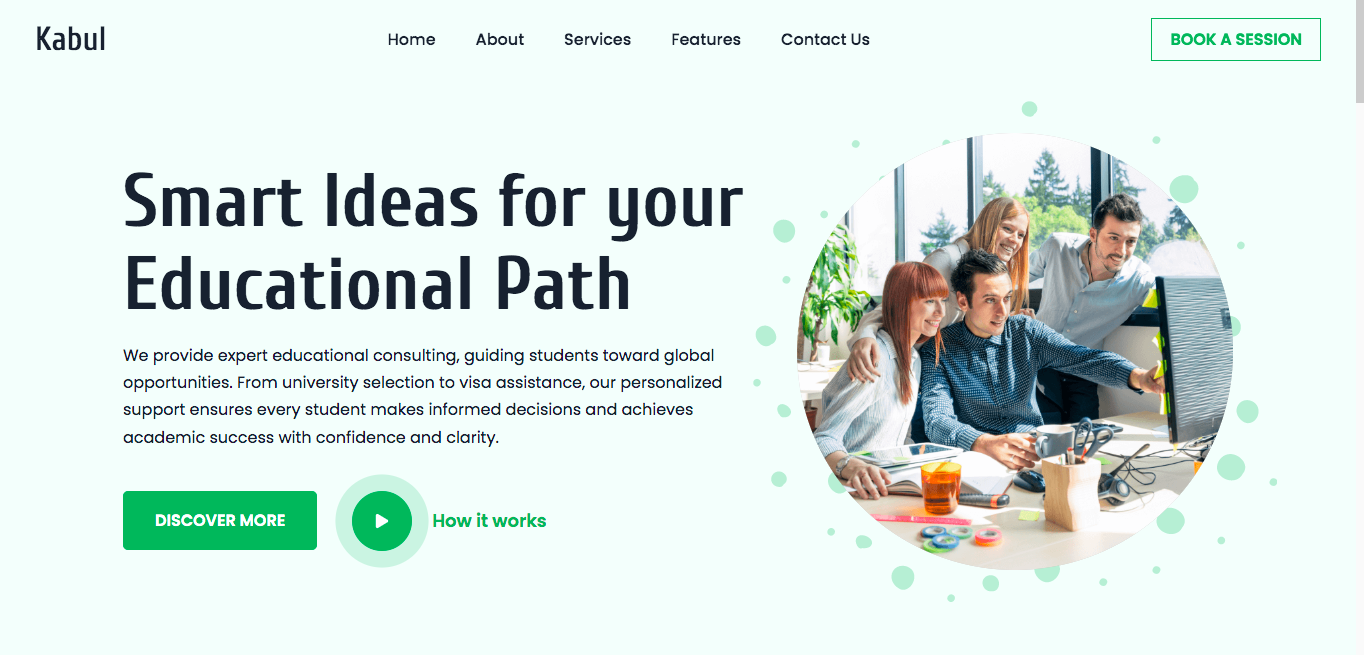 Kabul
Home About Services Features Contact Us
BOOK A SESSION
Smart Ideas for your
Educational Path
We provide expert educational consulting, guiding students toward global
opportunities. From university selection to visa assistance, our personalized
support ensures every student makes informed decisions and achieves
academic success with confidence and clarity.
DISCOVER MORE
How it works